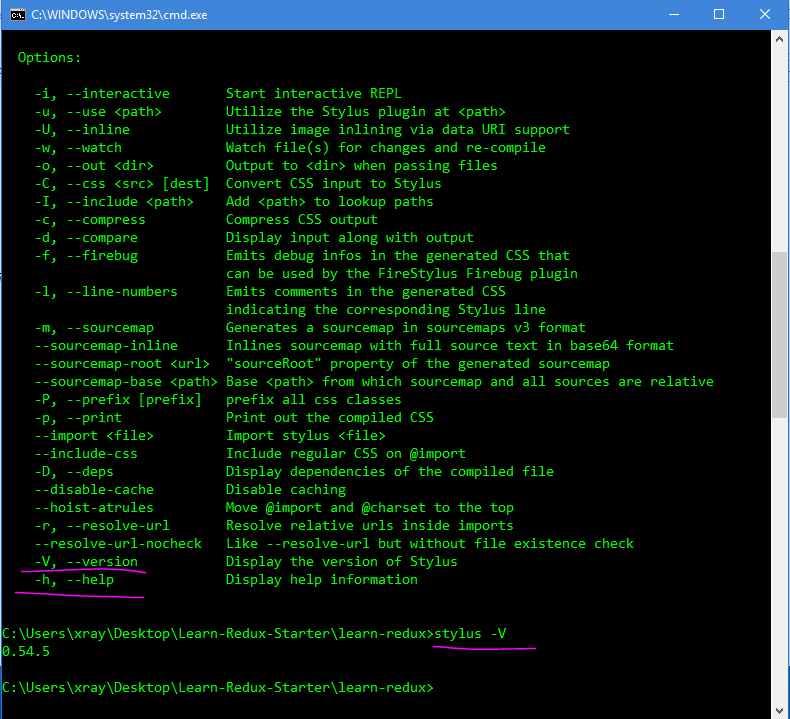 C:\WINDOWS\system32\cmd.exe
Options:
-i, --interactive Start interactive REPL
-u, --use <path> Utilize the Stylus plugin at <path>
-U, --inline Utilize image inlining via data URI support
-w, --watch Watch file(s) for changes and re-compile
-o, --out <dir> Output to <dir> when passing files
-C, --css <src> [dest] Convert CSS input to Stylus
-I, --include <path> Add <path> to lookup paths
-c, --compress Compress CSS output
-d, --compare Display input along with output
-f, --firebug Emits debug infos in the generated CSS that
can be used by the FireStylus Firebug plugin
-l, --line-numbers Emits comments in the generated CSS
indicating the corresponding Stylus line
-m, --sourcemap Generates a sourcemap in sourcemaps v3 format
--sourcemap-inline Inlines sourcemap with full source text in base64 format
--sourcemap-root <url> "sourceRoot" property of the generated sourcemap
--sourcemap-base <path> Base <path> from which sourcemap and all sources are relative
-P, --prefix [prefix] prefix all css classes
-p, --print Print out the compiled CSS
--import <file> Import stylus <file>
--include-css Include regular CSS on @import
-D, --deps Display dependencies of the compiled file
--disable-cache Disable caching
--hoist-atrules Move @import and @charset to the top
-r, --resolve-url Resolve relative urls inside imports
--resolve-url-nocheck Like --resolve-url but without file existence check
-V, --version Display the version of Stylus
-h, --help Display help information
C:\Users\xray\Desktop\Learn-Redux-Starter\learn-redux>stylus -V
0.54.5
C:\Users\xray\Desktop\Learn-Redux-Starter\learn-redux>